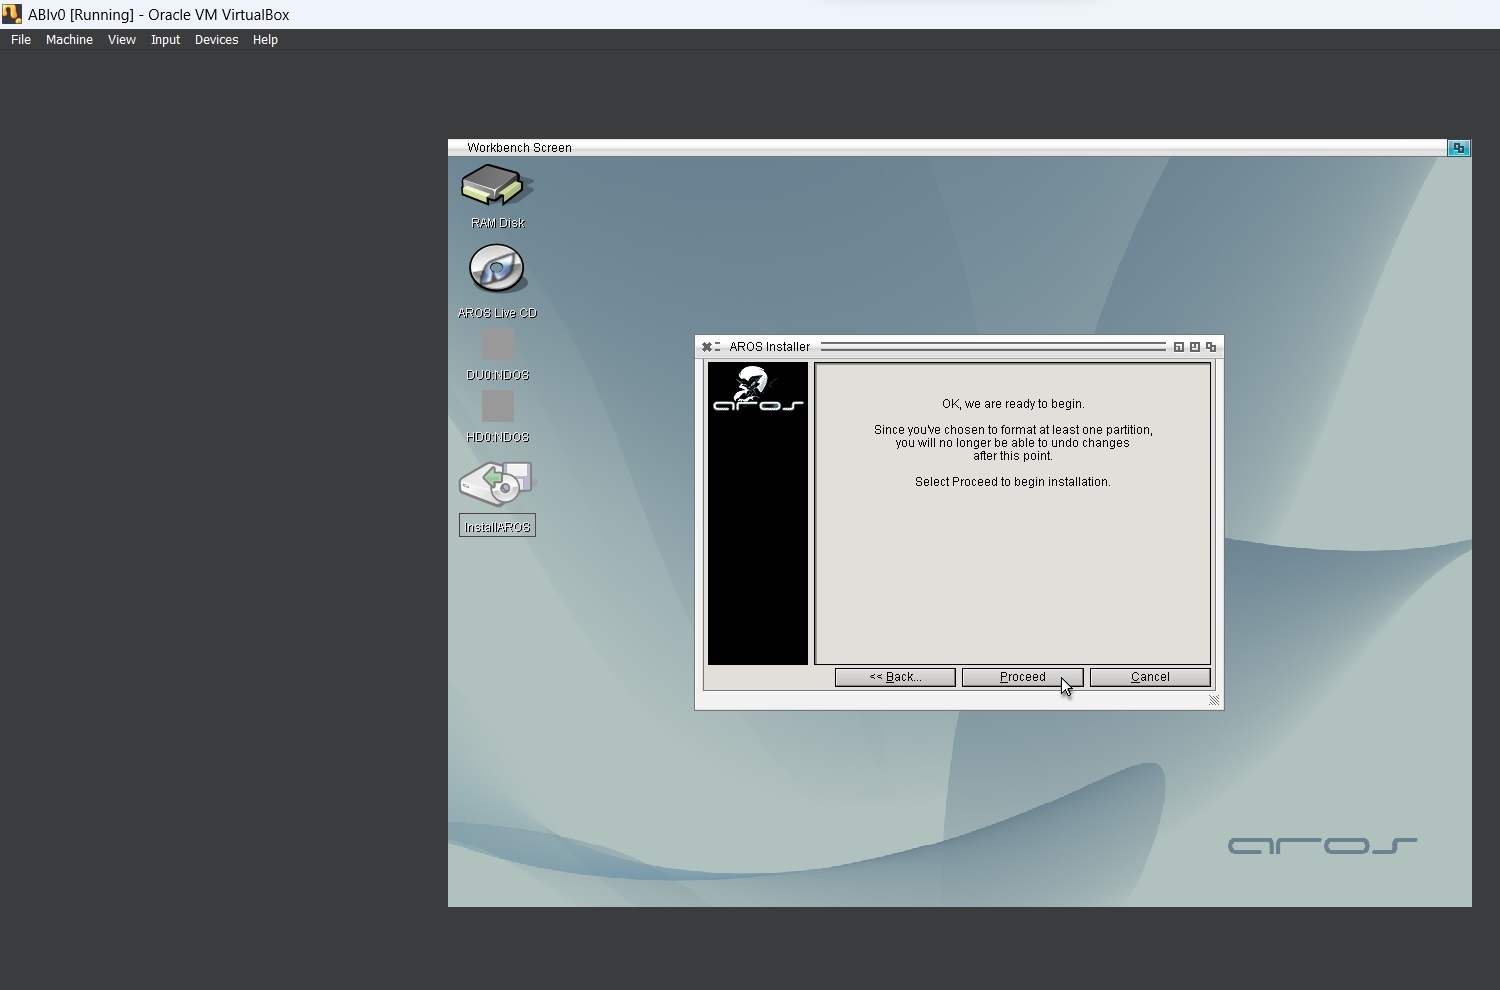 ABIv0 [Running] - Oracle VM VirtualBox
File Machine View Input Devices Help
Workbench Screen
RAM Disk
AROS Live CD
DU0:NDOS
HD0:NDOS
InstallAROS
AROS Installer
aros
OK, we are ready to begin.
Since you've chosen to format at least one partition,
you will no longer be able to undo changes
after this point.
Select Proceed to begin installation.
<< Back...
Proceed
Cancel
aros